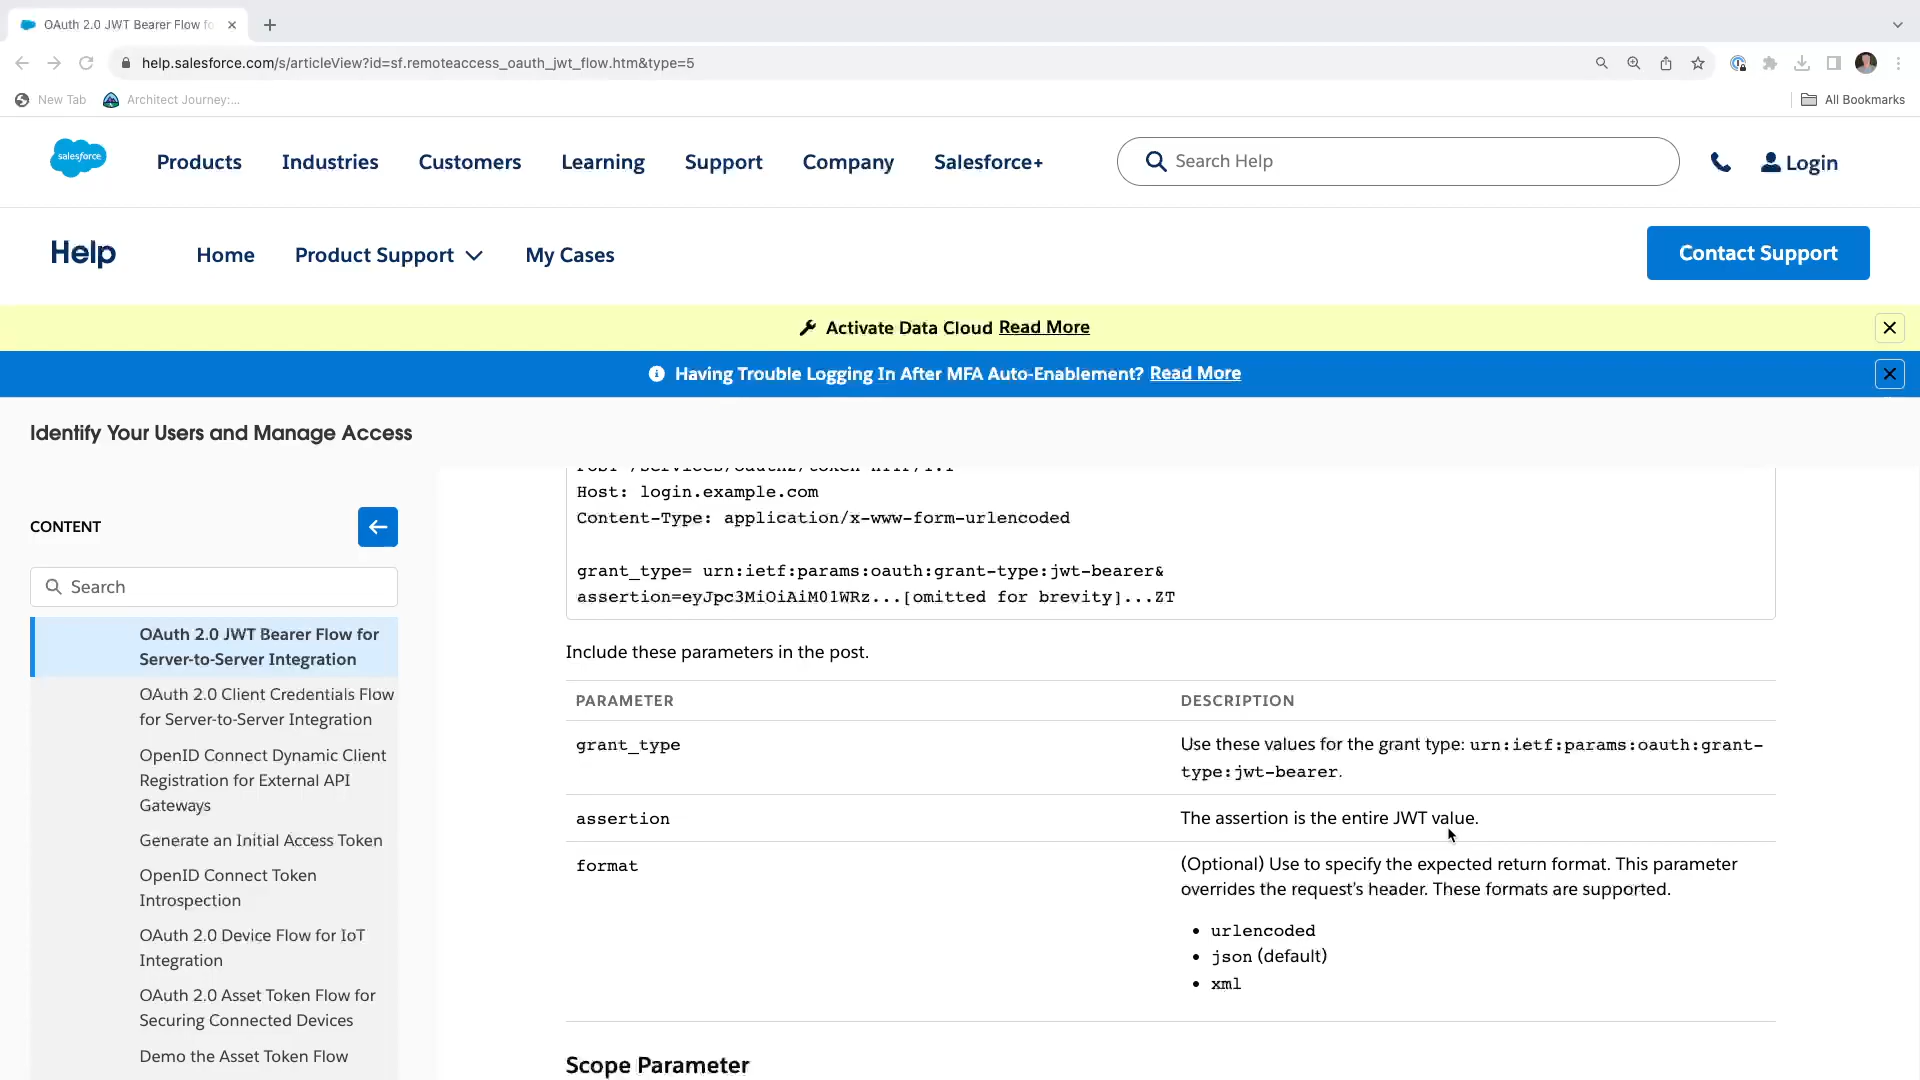 OAuth 2.0 JWT Bearer Flow fo
help.salesforce.com/s/articleView?id=sf.remoteaccess_oauth_jwt_flow.htm&type=5
New Tab
Architect Journey:...
All Bookmarks
salesforce
Products
Industries
Customers
Learning
Support
Company
Salesforce+
Search Help
Login
Help
Home
Product Support
My Cases
Contact Support
Activate Data Cloud Read More
Having Trouble Logging In After MFA Auto-Enablement? Read More
Identify Your Users and Manage Access
CONTENT
Search
OAuth 2.0 JWT Bearer Flow for
Server-to-Server Integration
OAuth 2.0 Client Credentials Flow
for Server-to-Server Integration
OpenID Connect Dynamic Client
Registration for External API
Gateways
Generate an Initial Access Token
OpenID Connect Token
Introspection
OAuth 2.0 Device Flow for IoT
Integration
OAuth 2.0 Asset Token Flow for
Securing Connected Devices
Demo the Asset Token Flow
Host: login.example.com
Content-Type: application/x-www-form-urlencoded
grant_type= urn:ietf:params:oauth:grant-type:jwt-bearer&
assertion=eyJpc3MiOiAiM01WRz...[omitted for brevity]...ZT
Include these parameters in the post.
PARAMETER
DESCRIPTION
grant_type
Use these values for the grant type: urn:ietf:params:oauth:grant-
type:jwt-bearer.
assertion
The assertion is the entire JWT value.
format
(Optional) Use to specify the expected return format. This parameter
overrides the request's header. These formats are supported.
• urlencoded
• json (default)
• xml
Scope Parameter